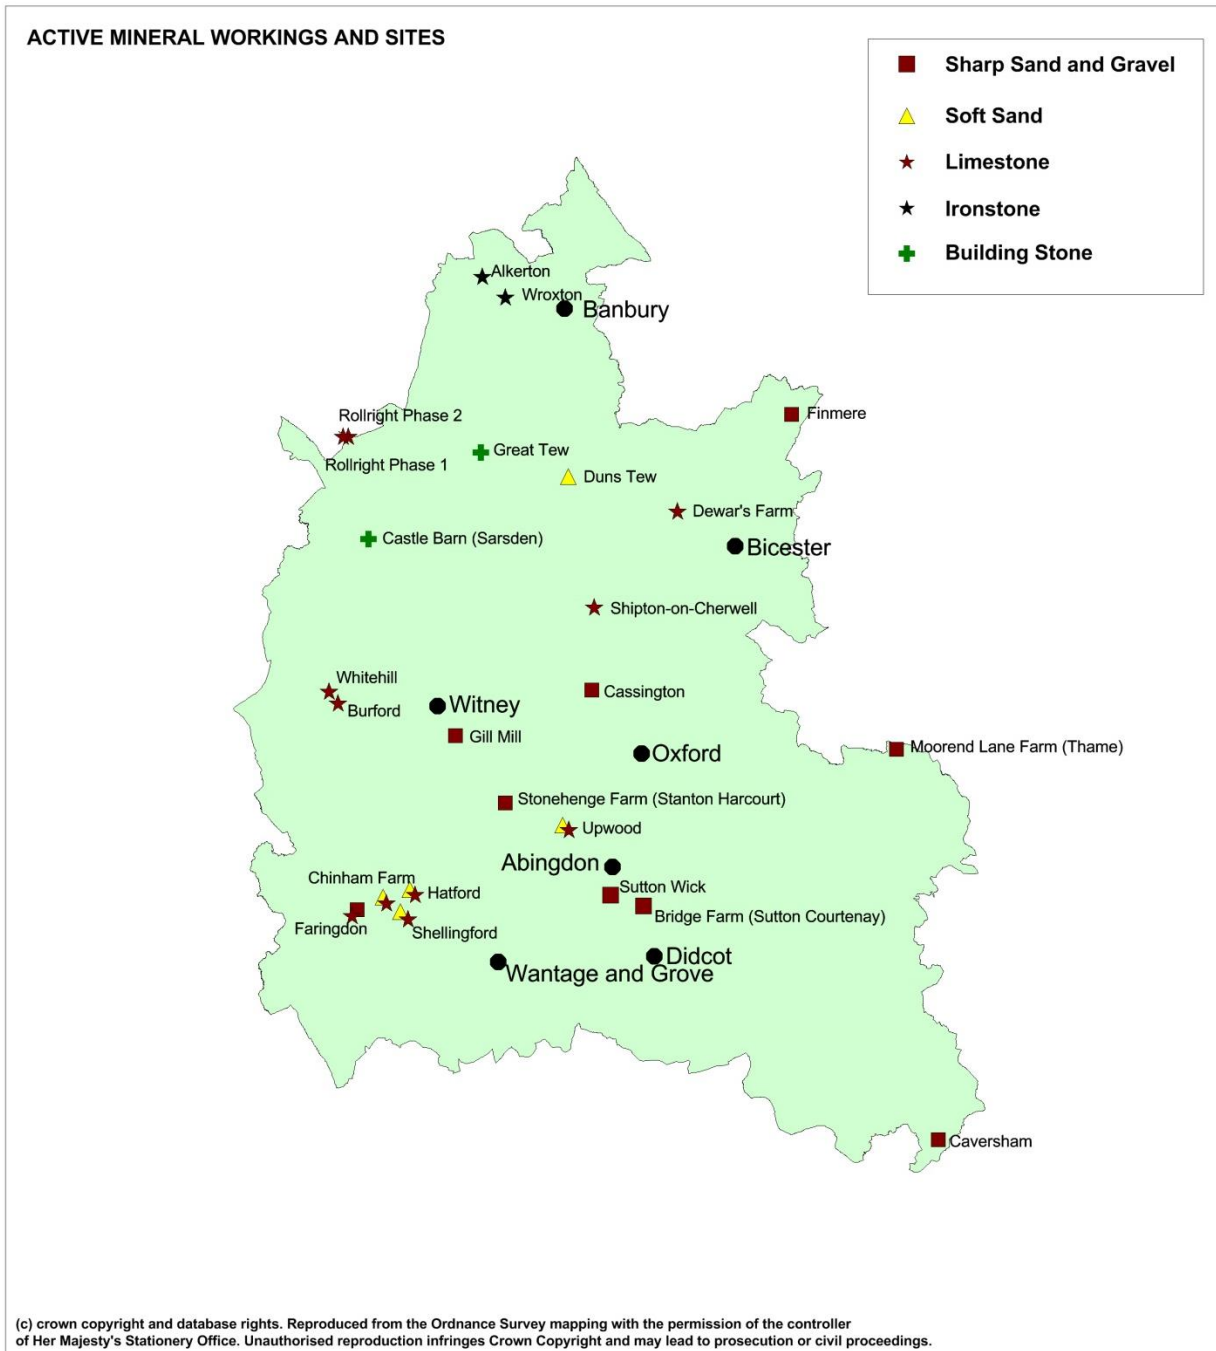 ACTIVE MINERAL WORKINGS AND SITES
Sharp Sand and Gravel
Soft Sand
Limestone
Ironstone
Building Stone
Alkerton
Wroxton
Banbury
Finmere
Rollright Phase 2
Rollright Phase 1
Great Tew
Duns Tew
Dewar's Farm
Castle Barn (Sarsden)
Bicester
Shipton-on-Cherwell
Whitehill
Burford
Witney
Cassington
Gill Mill
Oxford
Moorend Lane Farm (Thame)
Stonehenge Farm (Stanton Harcourt)
Upwood
Abingdon
Chinham Farm
Hatford
Sutton Wick
Bridge Farm (Sutton Courtenay)
Faringdon
Shellingford
Didcot
Wantage and Grove
Caversham
(c) crown copyright and database rights. Reproduced from the Ordnance Survey mapping with the permission of the controller
of Her Majesty's Stationery Office. Unauthorised reproduction infringes Crown Copyright and may lead to prosecution or civil proceedings.